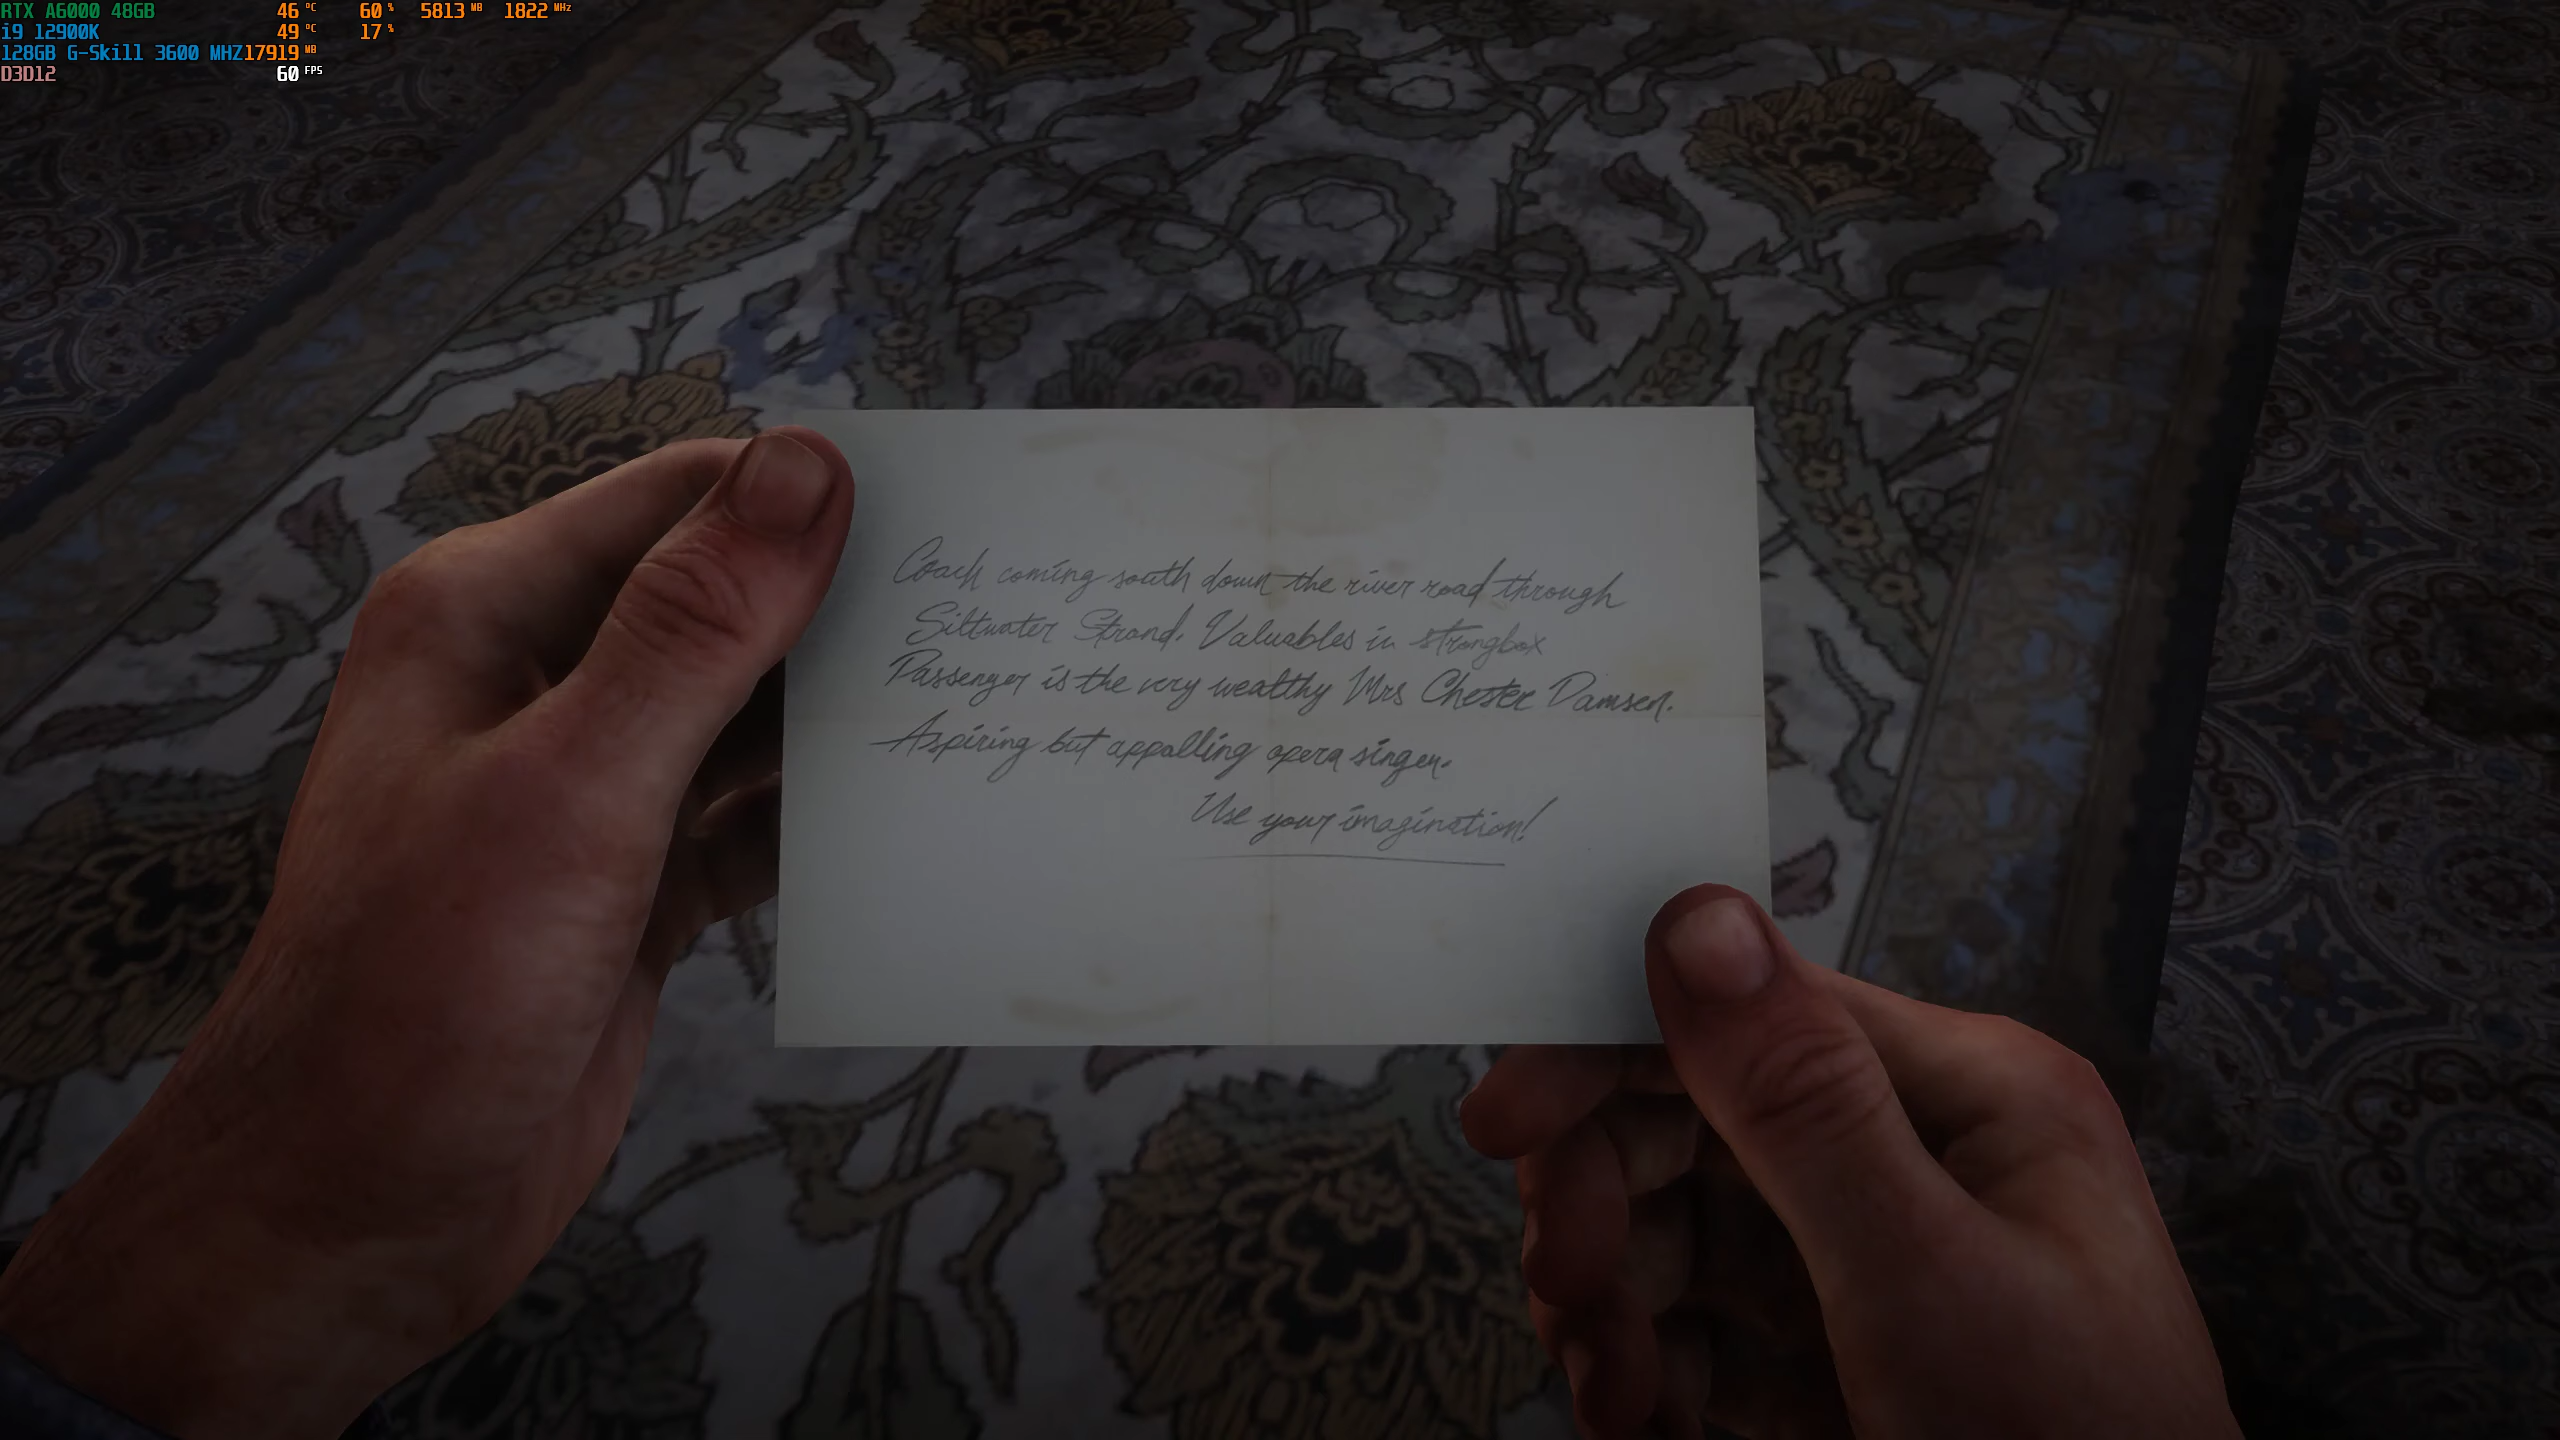 RTX A6000 48GB 46 °C 60 % 5813 MB 1822 MHz
i9 12900K 49 °C 17 %
128GB G-Skill 3600 MHZ 17919 MB
D3D12 60 FPS
Coach coming south down the river road through
Siltwater Strand. Valuables in strongbox
Passenger is the very wealthy Mrs Chester Damsen.
Aspiring but appalling opera singer.
Use your imagination!